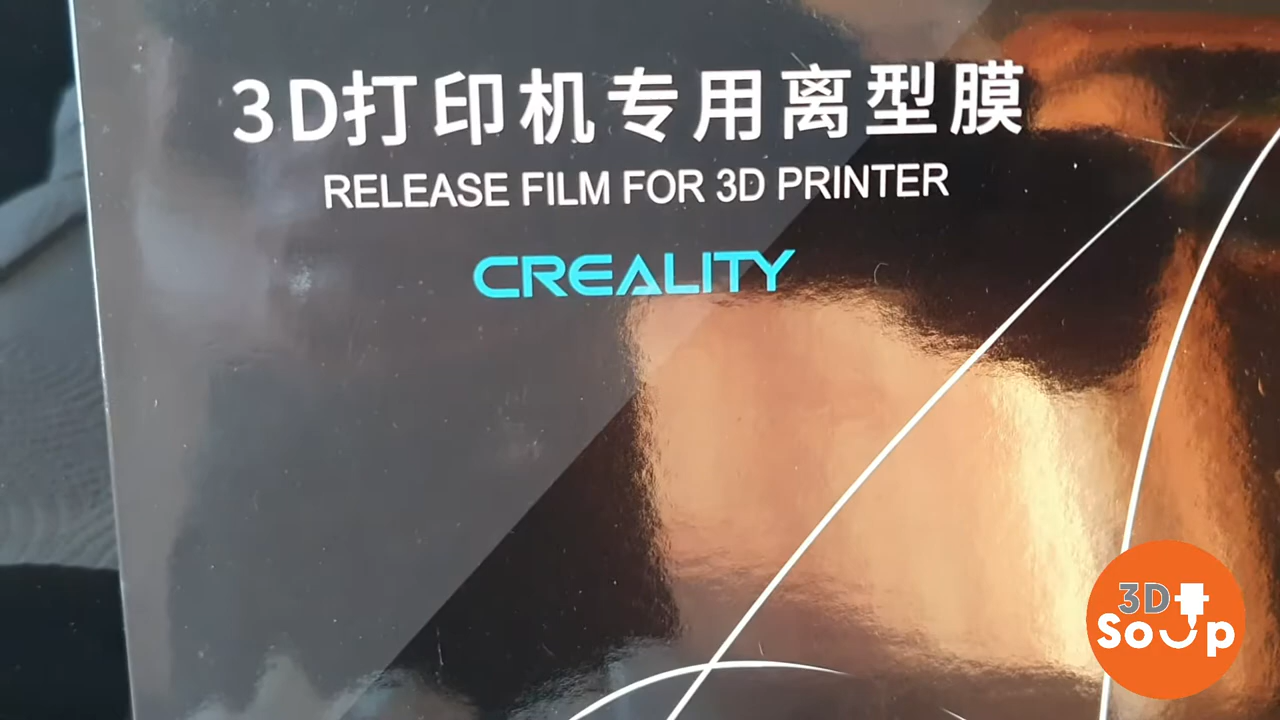 3D打印机专用离型膜
RELEASE FILM FOR 3D PRINTER
CREALITY
3D
Soup